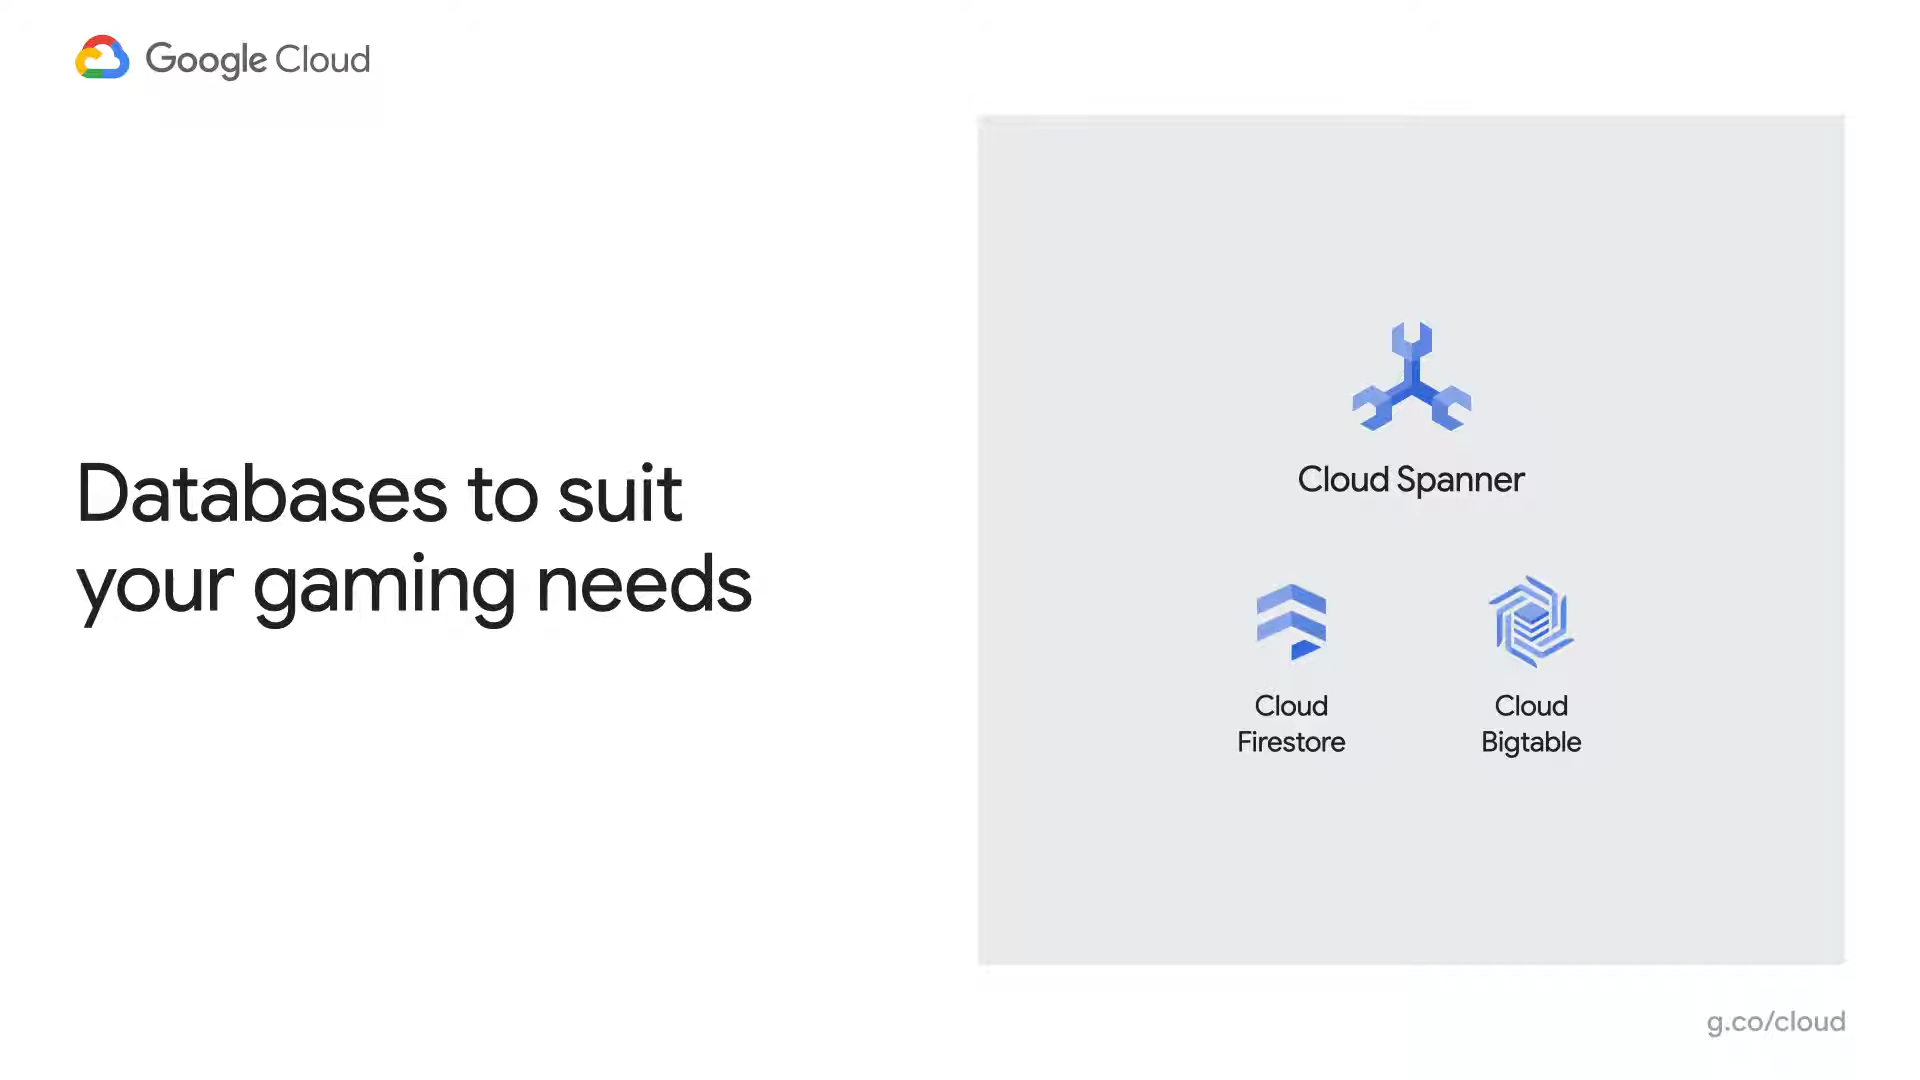 Google Cloud
Databases to suit
your gaming needs
Cloud Spanner
Cloud
Firestore
Cloud
Bigtable
g.co/cloud